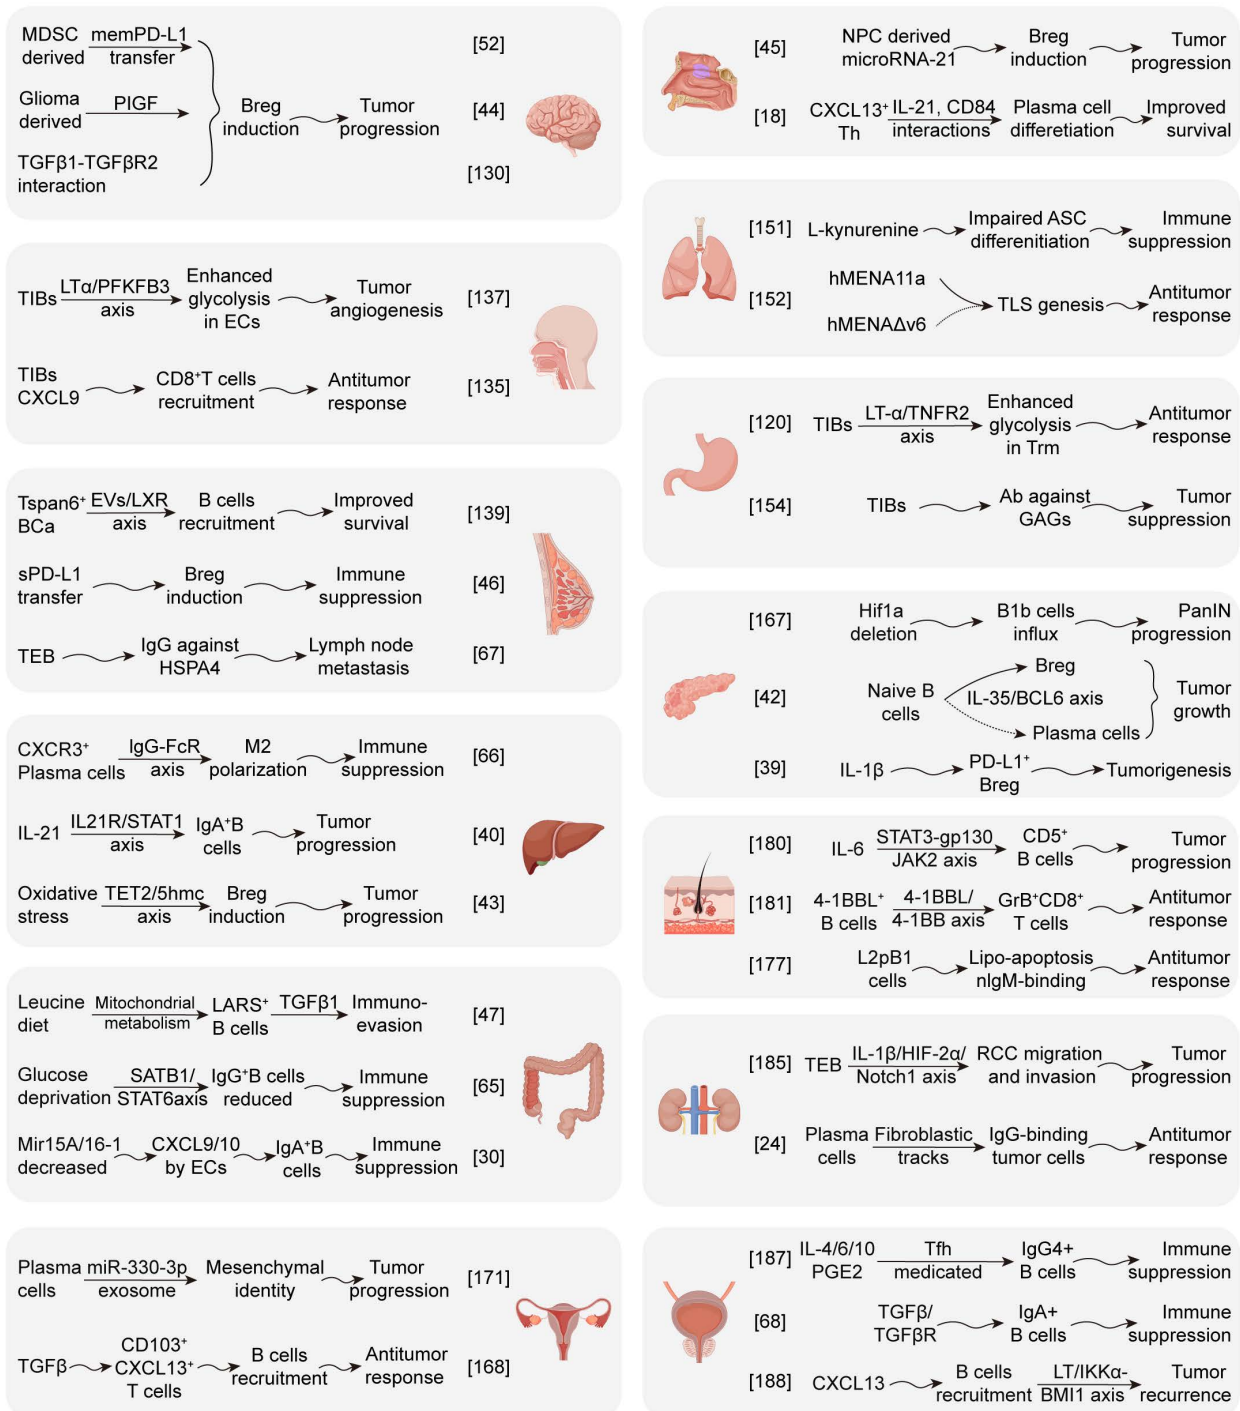 MDSC derived
memPD-L1 transfer
[52]
Glioma derived
PIGF
Breg induction
Tumor progression
[44]
TGFβ1-TGFβR2 interaction
[130]
TIBs
LTα/PFKFB3 axis
Enhanced glycolysis in ECs
Tumor angiogenesis
[137]
TIBs CXCL9
CD8⁺T cells recruitment
Antitumor response
[135]
Tspan6⁺ BCa
EVs/LXR axis
B cells recruitment
Improved survival
[139]
sPD-L1 transfer
Breg induction
Immune suppression
[46]
TEB
IgG against HSPA4
Lymph node metastasis
[67]
CXCR3⁺ Plasma cells
IgG-FcR axis
M2 polarization
Immune suppression
[66]
IL-21
IL21R/STAT1 axis
IgA⁺B cells
Tumor progression
[40]
Oxidative stress
TET2/5hmc axis
Breg induction
Tumor progression
[43]
Leucine diet
Mitochondrial metabolism
LARS⁺ B cells
TGFβ1
Immuno-evasion
[47]
Glucose deprivation
SATB1/ STAT6axis
IgG⁺B cells reduced
Immune suppression
[65]
Mir15A/16-1 decreased
CXCL9/10 by ECs
IgA⁺B cells
Immune suppression
[30]
Plasma cells
miR-330-3p exosome
Mesenchymal identity
Tumor progression
[171]
TGFβ
CD103⁺ CXCL13⁺ T cells
B cells recruitment
Antitumor response
[168]
[45]
NPC derived microRNA-21
Breg induction
Tumor progression
[18]
CXCL13⁺ Th
IL-21, CD84 interactions
Plasma cell differetiation
Improved survival
[151]
L-kynurenine
Impaired ASC differenitiation
Immune suppression
[152]
hMENA11a
hMENAΔv6
TLS genesis
Antitumor response
[120]
TIBs
LT-α/TNFR2 axis
Enhanced glycolysis in Trm
Antitumor response
[154]
TIBs
Ab against GAGs
Tumor suppression
[167]
Hif1a deletion
B1b cells influx
PanIN progression
[42]
Naive B cells
Breg
IL-35/BCL6 axis
Plasma cells
Tumor growth
[39]
IL-1β
PD-L1⁺ Breg
Tumorigenesis
[180]
IL-6
STAT3-gp130 JAK2 axis
CD5⁺ B cells
Tumor progression
[181]
4-1BBL⁺ B cells
4-1BBL/ 4-1BB axis
GrB⁺CD8⁺ T cells
Antitumor response
[177]
L2pB1 cells
Lipo-apoptosis nIgM-binding
Antitumor response
[185]
TEB
IL-1β/HIF-2α/ Notch1 axis
RCC migration and invasion
Tumor progression
[24]
Plasma cells
Fibroblastic tracks
IgG-binding tumor cells
Antitumor response
[187]
IL-4/6/10 PGE2
Tfh medicated
IgG4+ B cells
Immune suppression
[68]
TGFβ/ TGFβR
IgA+ B cells
Immune suppression
[188]
CXCL13
B cells recruitment
LT/IKKα- BMI1 axis
Tumor recurrence